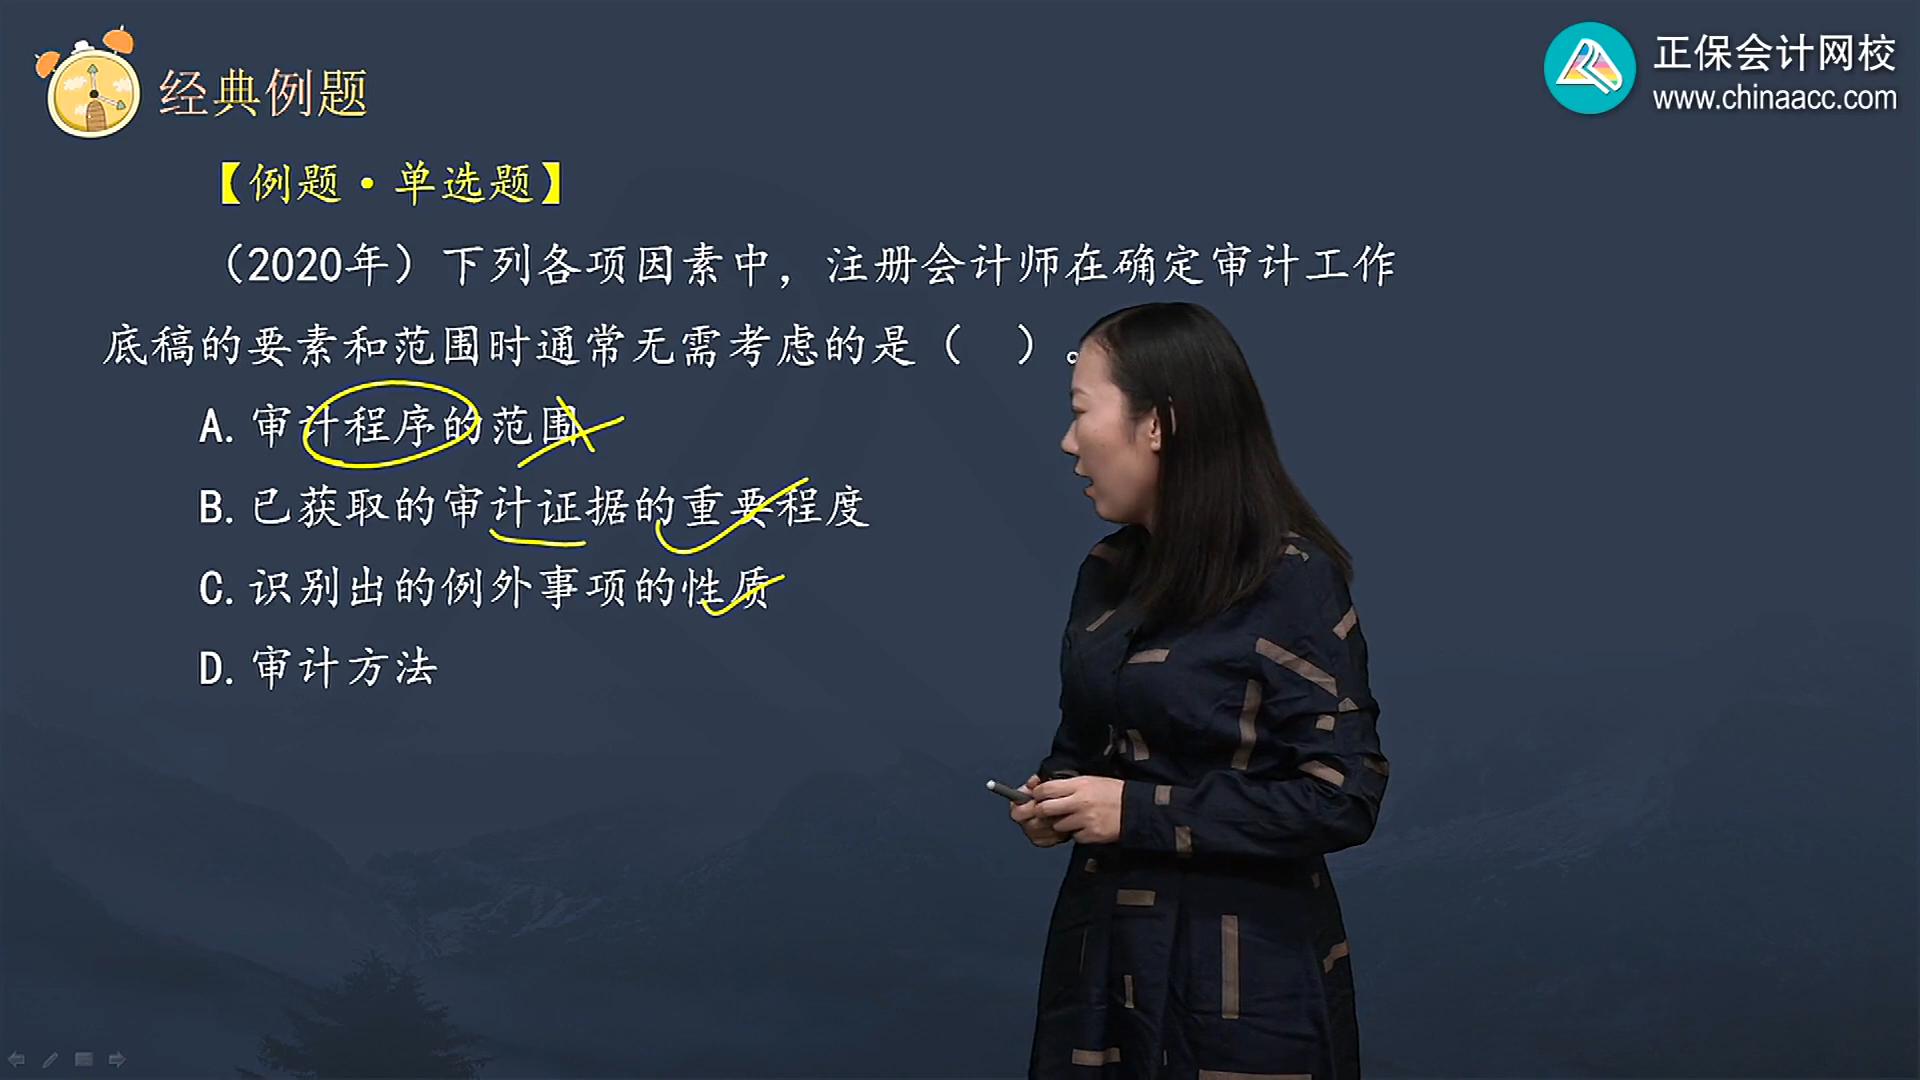 正保会计网校
www.chinaacc.com
经典例题
【例题·单选题】
（2020年）下列各项因素中，注册会计师在确定审计工作
底稿的要素和范围时通常无需考虑的是（　）。
A. 审计程序的范围
B. 已获取的审计证据的重要程度
C. 识别出的例外事项的性质
D. 审计方法